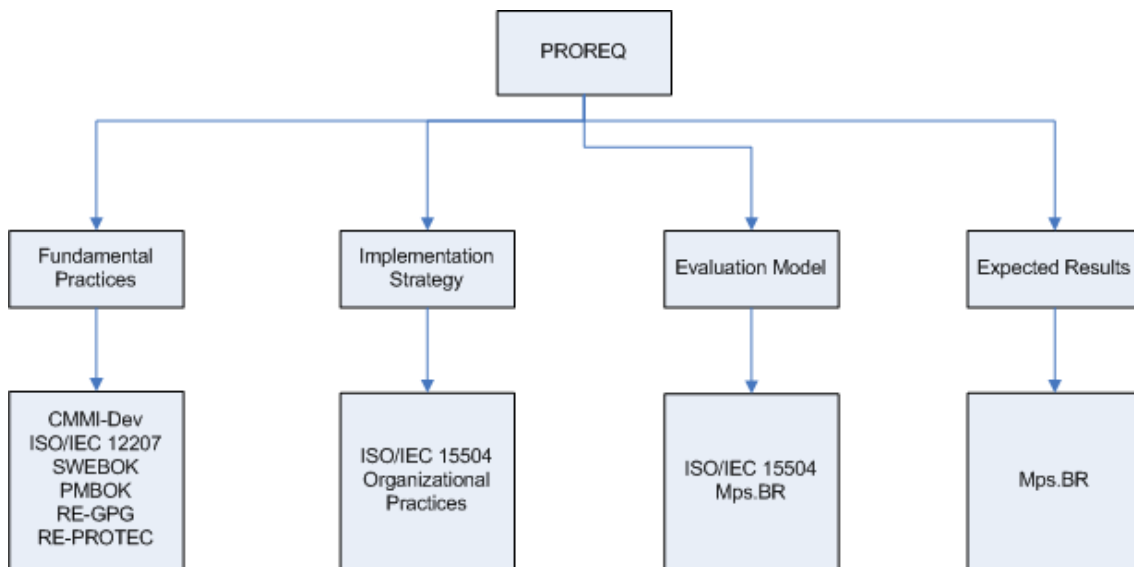 PROREQ
Fundamental
Practices
Implementation
Strategy
Evaluation Model
Expected Results
CMMI-Dev
ISO/IEC 12207
SWEBOK
PMBOK
RE-GPG
RE-PROTEC
ISO/IEC 15504
Organizational
Practices
ISO/IEC 15504
Mps.BR
Mps.BR